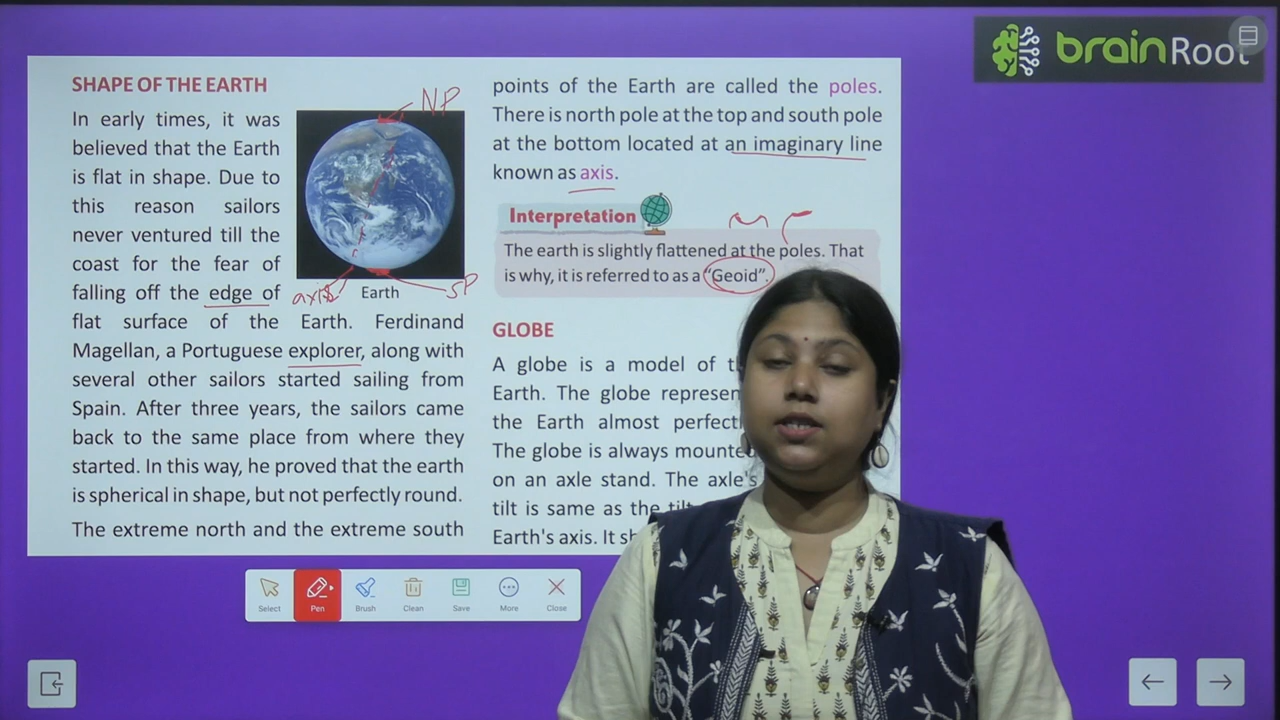 brainRoot
SHAPE OF THE EARTH
In early times, it was
believed that the Earth
is flat in shape. Due to
this reason sailors
never ventured till the
coast for the fear of
falling off the edge of
flat surface of the Earth. Ferdinand
Magellan, a Portuguese explorer, along with
several other sailors started sailing from
Spain. After three years, the sailors came
back to the same place from where they
started. In this way, he proved that the earth
is spherical in shape, but not perfectly round.
The extreme north and the extreme south
NP
axis
Earth
SP
points of the Earth are called the poles.
There is north pole at the top and south pole
at the bottom located at an imaginary line
known as axis.
Interpretation
The earth is slightly flattened at the poles. That
is why, it is referred to as a “Geoid”.
GLOBE
A globe is a model of
Earth. The globe
the Earth almost
The globe is always
on an axle stand. The axle's
tilt is same as the
Earth's axis. It
Select
Pen
Brush
Clean
Save
More
Close